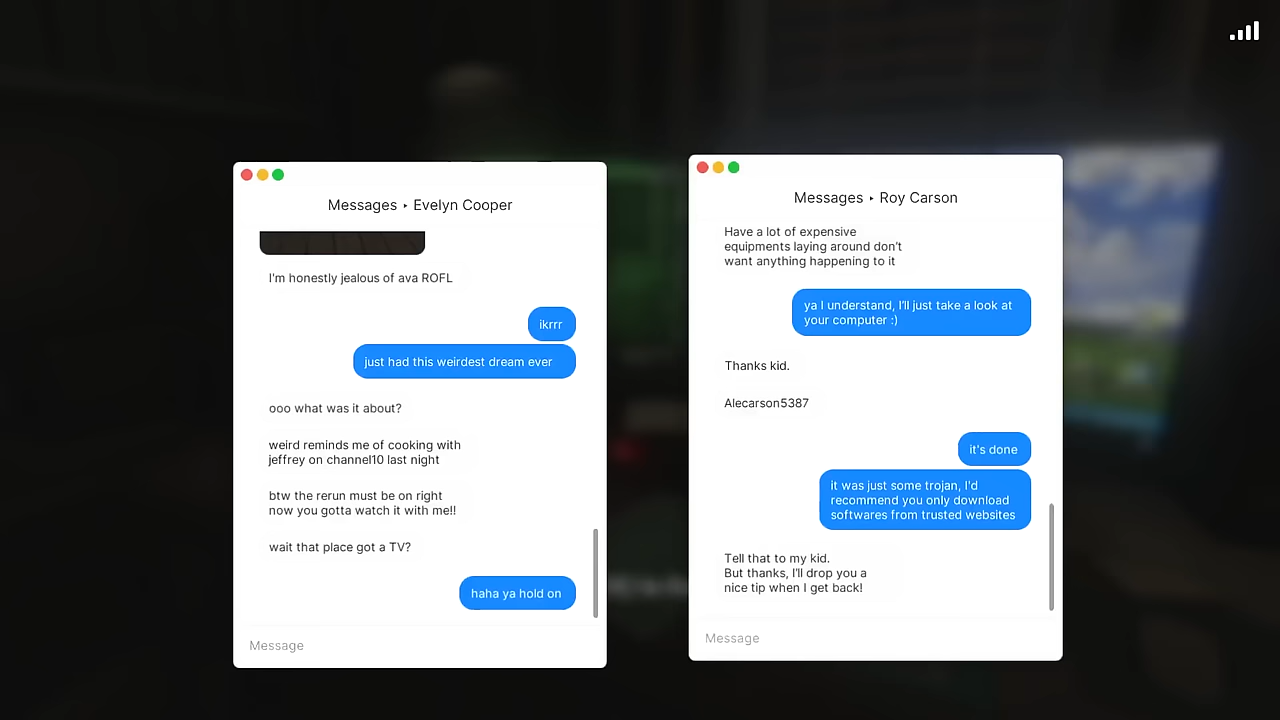 Messages ‣ Evelyn Cooper
I'm honestly jealous of ava ROFL
ikrrr
just had this weirdest dream ever
ooo what was it about?
weird reminds me of cooking with
jeffrey on channel10 last night
btw the rerun must be on right
now you gotta watch it with me!!
wait that place got a TV?
haha ya hold on
Message
Messages ‣ Roy Carson
Have a lot of expensive
equipments laying around don't
want anything happening to it
ya I understand, I'll just take a look at
your computer :)
Thanks kid.
Alecarson5387
it's done
it was just some trojan, I'd
recommend you only download
softwares from trusted websites
Tell that to my kid.
But thanks, I'll drop you a
nice tip when I get back!
Message